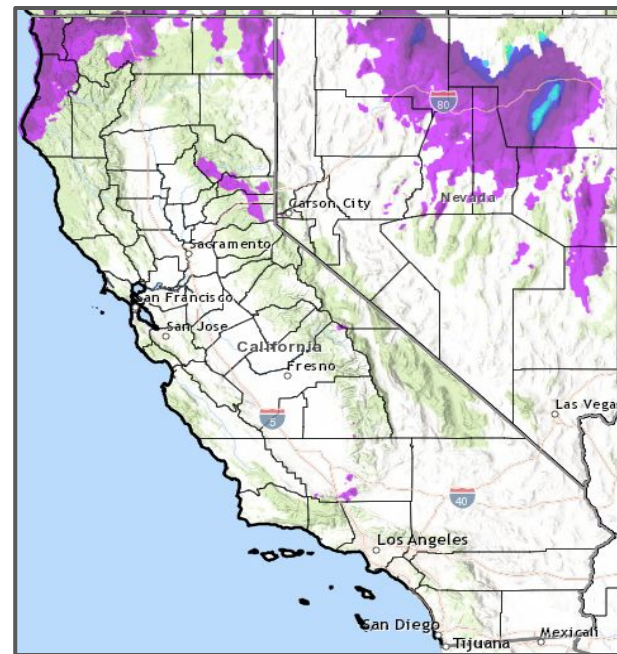 80
Nevada
Carson City
Sacramento
San Francisco
San Jose
California
Fresno
5
Las Vegas
40
Los Angeles
San Diego
Tijuana
Mexicali